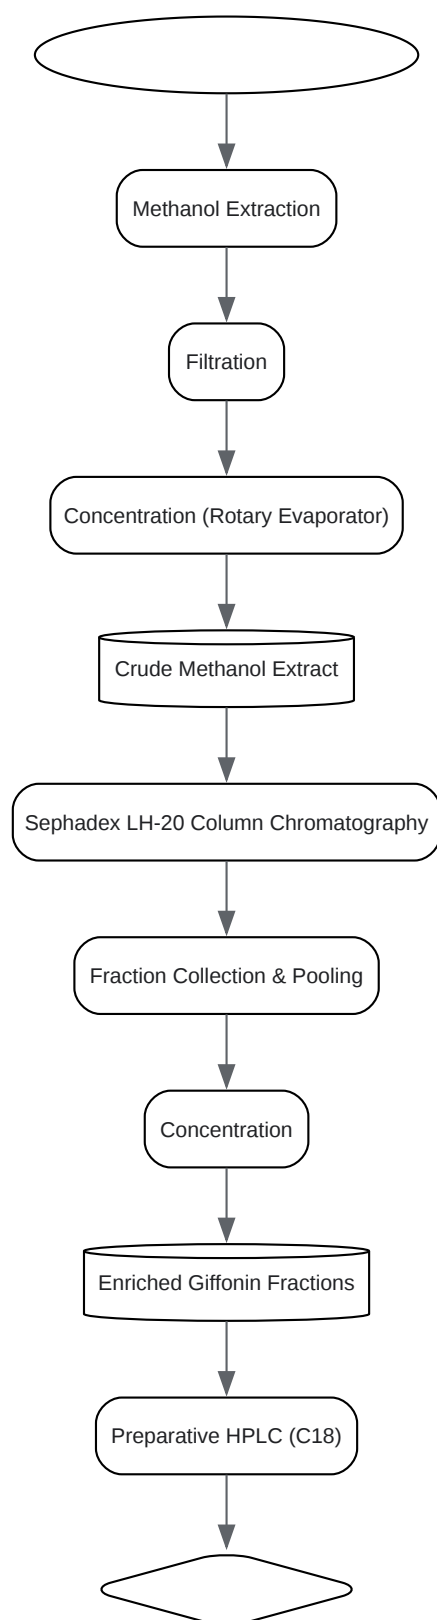 Methanol Extraction
Filtration
Concentration (Rotary Evaporator)
Crude Methanol Extract
Sephadex LH-20 Column Chromatography
Fraction Collection & Pooling
Concentration
Enriched Giffonin Fractions
Preparative HPLC (C18)